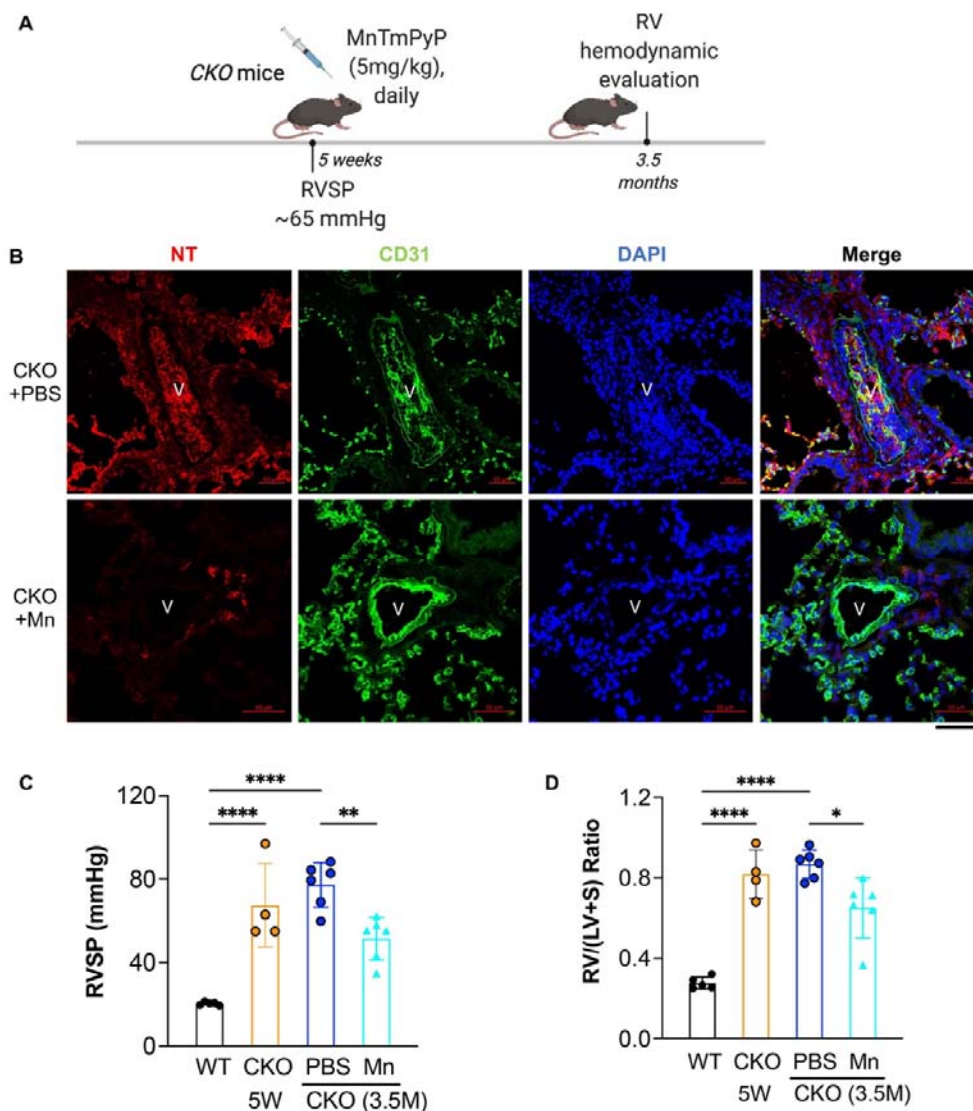 A
CKO mice
MnTmPyP
(5mg/kg),
daily
RV
hemodynamic
evaluation
5 weeks
3.5
months
RVSP
~65 mmHg
B
NT CD31 DAPI Merge
CKO
+PBS
V V V V
CKO
+Mn
V V V V
C
RVSP (mmHg)
120
80
40
0
****
**** **
WT CKO PBS Mn
5W CKO (3.5M)
D
RV/(LV+S) Ratio
1.2
0.8
0.4
0.0
****
**** *
WT CKO PBS Mn
5W CKO (3.5M)